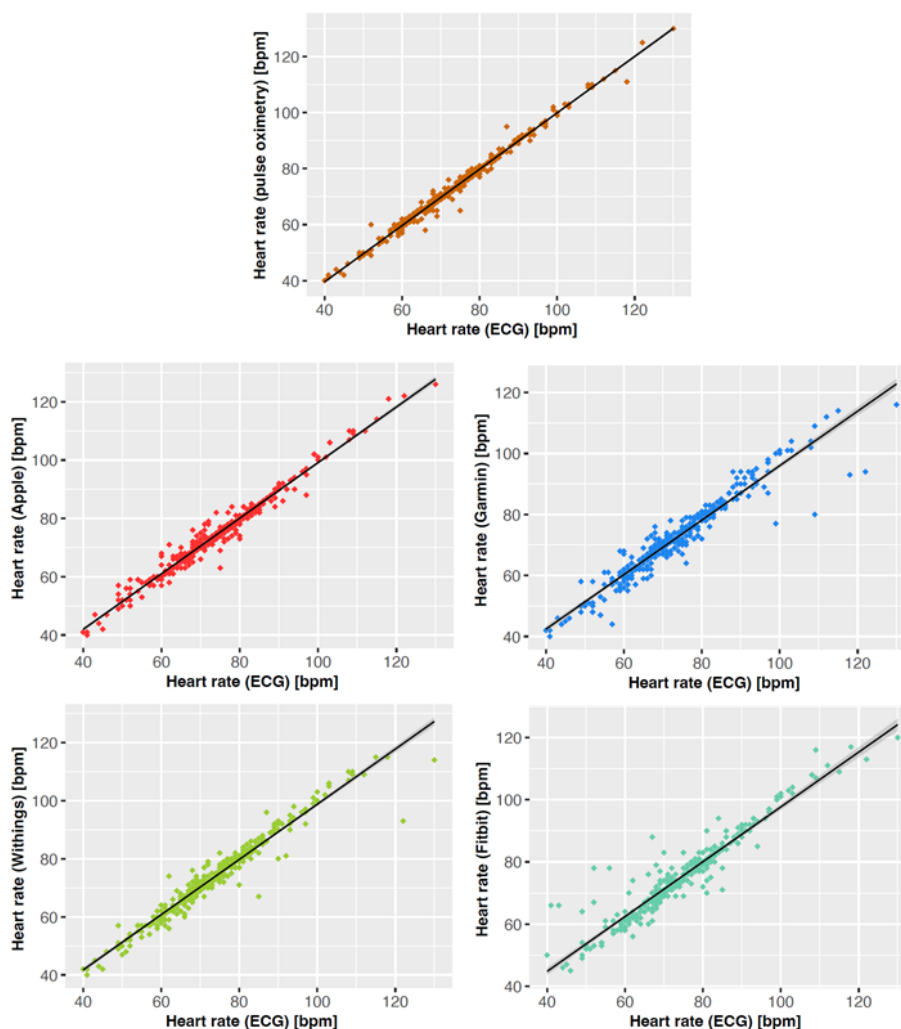 Heart rate (pulse oximetry) [bpm]
120
100
80
60
40
40 60 80 100 120
Heart rate (ECG) [bpm]
Heart rate (Apple) [bpm]
120
100
80
60
40
40 60 80 100 120
Heart rate (ECG) [bpm]
Heart rate (Garmin) [bpm]
120
100
80
60
40
40 60 80 100 120
Heart rate (ECG) [bpm]
Heart rate (Withings) [bpm]
120
100
80
60
40
40 60 80 100 120
Heart rate (ECG) [bpm]
Heart rate (Fitbit) [bpm]
120
100
80
60
40
40 60 80 100 120
Heart rate (ECG) [bpm]